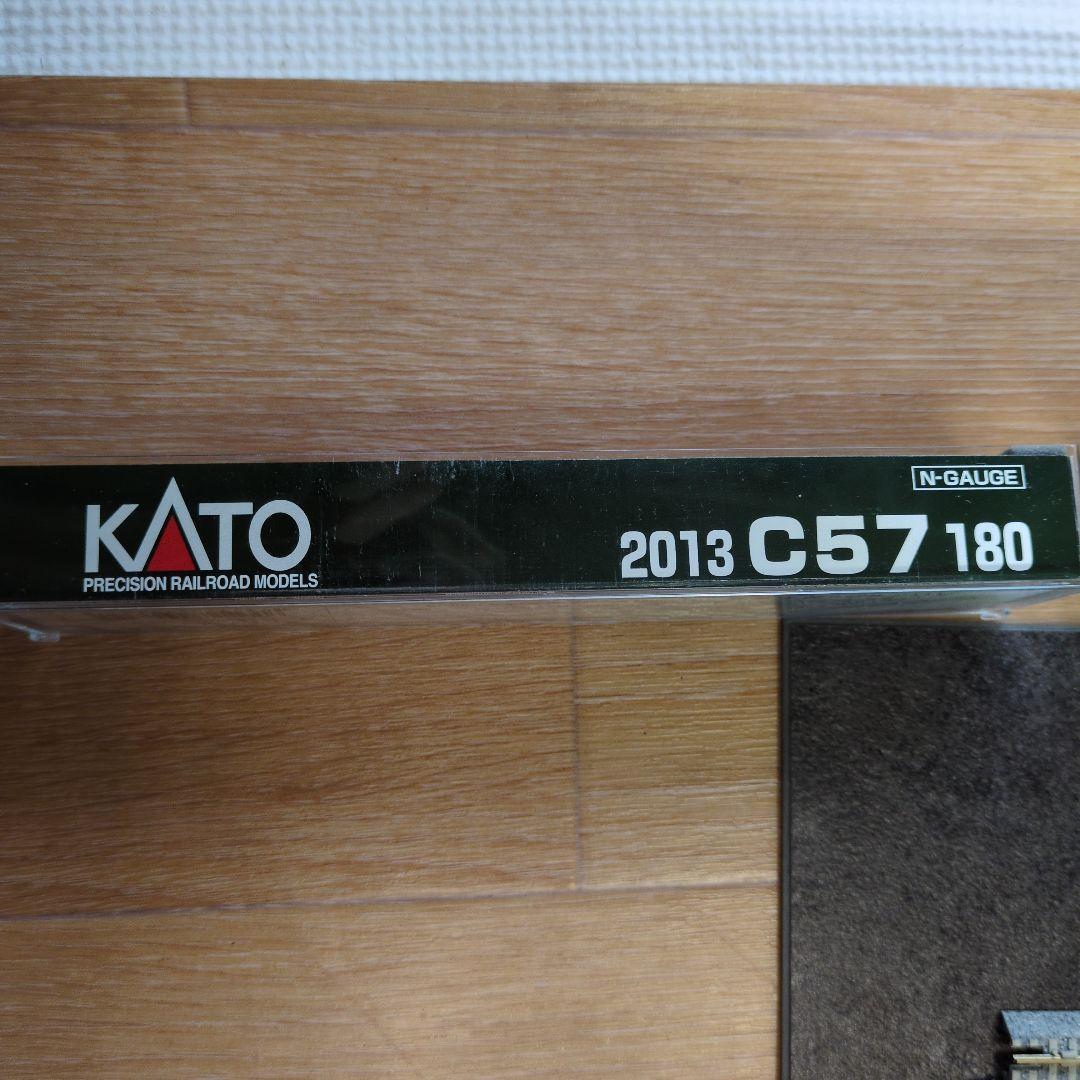 KATO
PRECISION RAILROAD MODELS
N-GAUGE
2013 C57 180